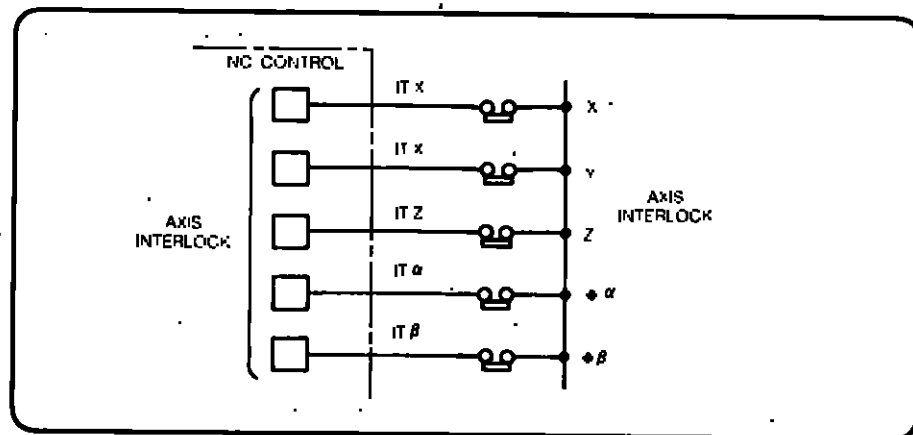 NC CONTROL
IT X
X
IT X
Y
AXIS
INTERLOCK
IT Z
Z
AXIS
INTERLOCK
IT α
+ α
IT β
+ β